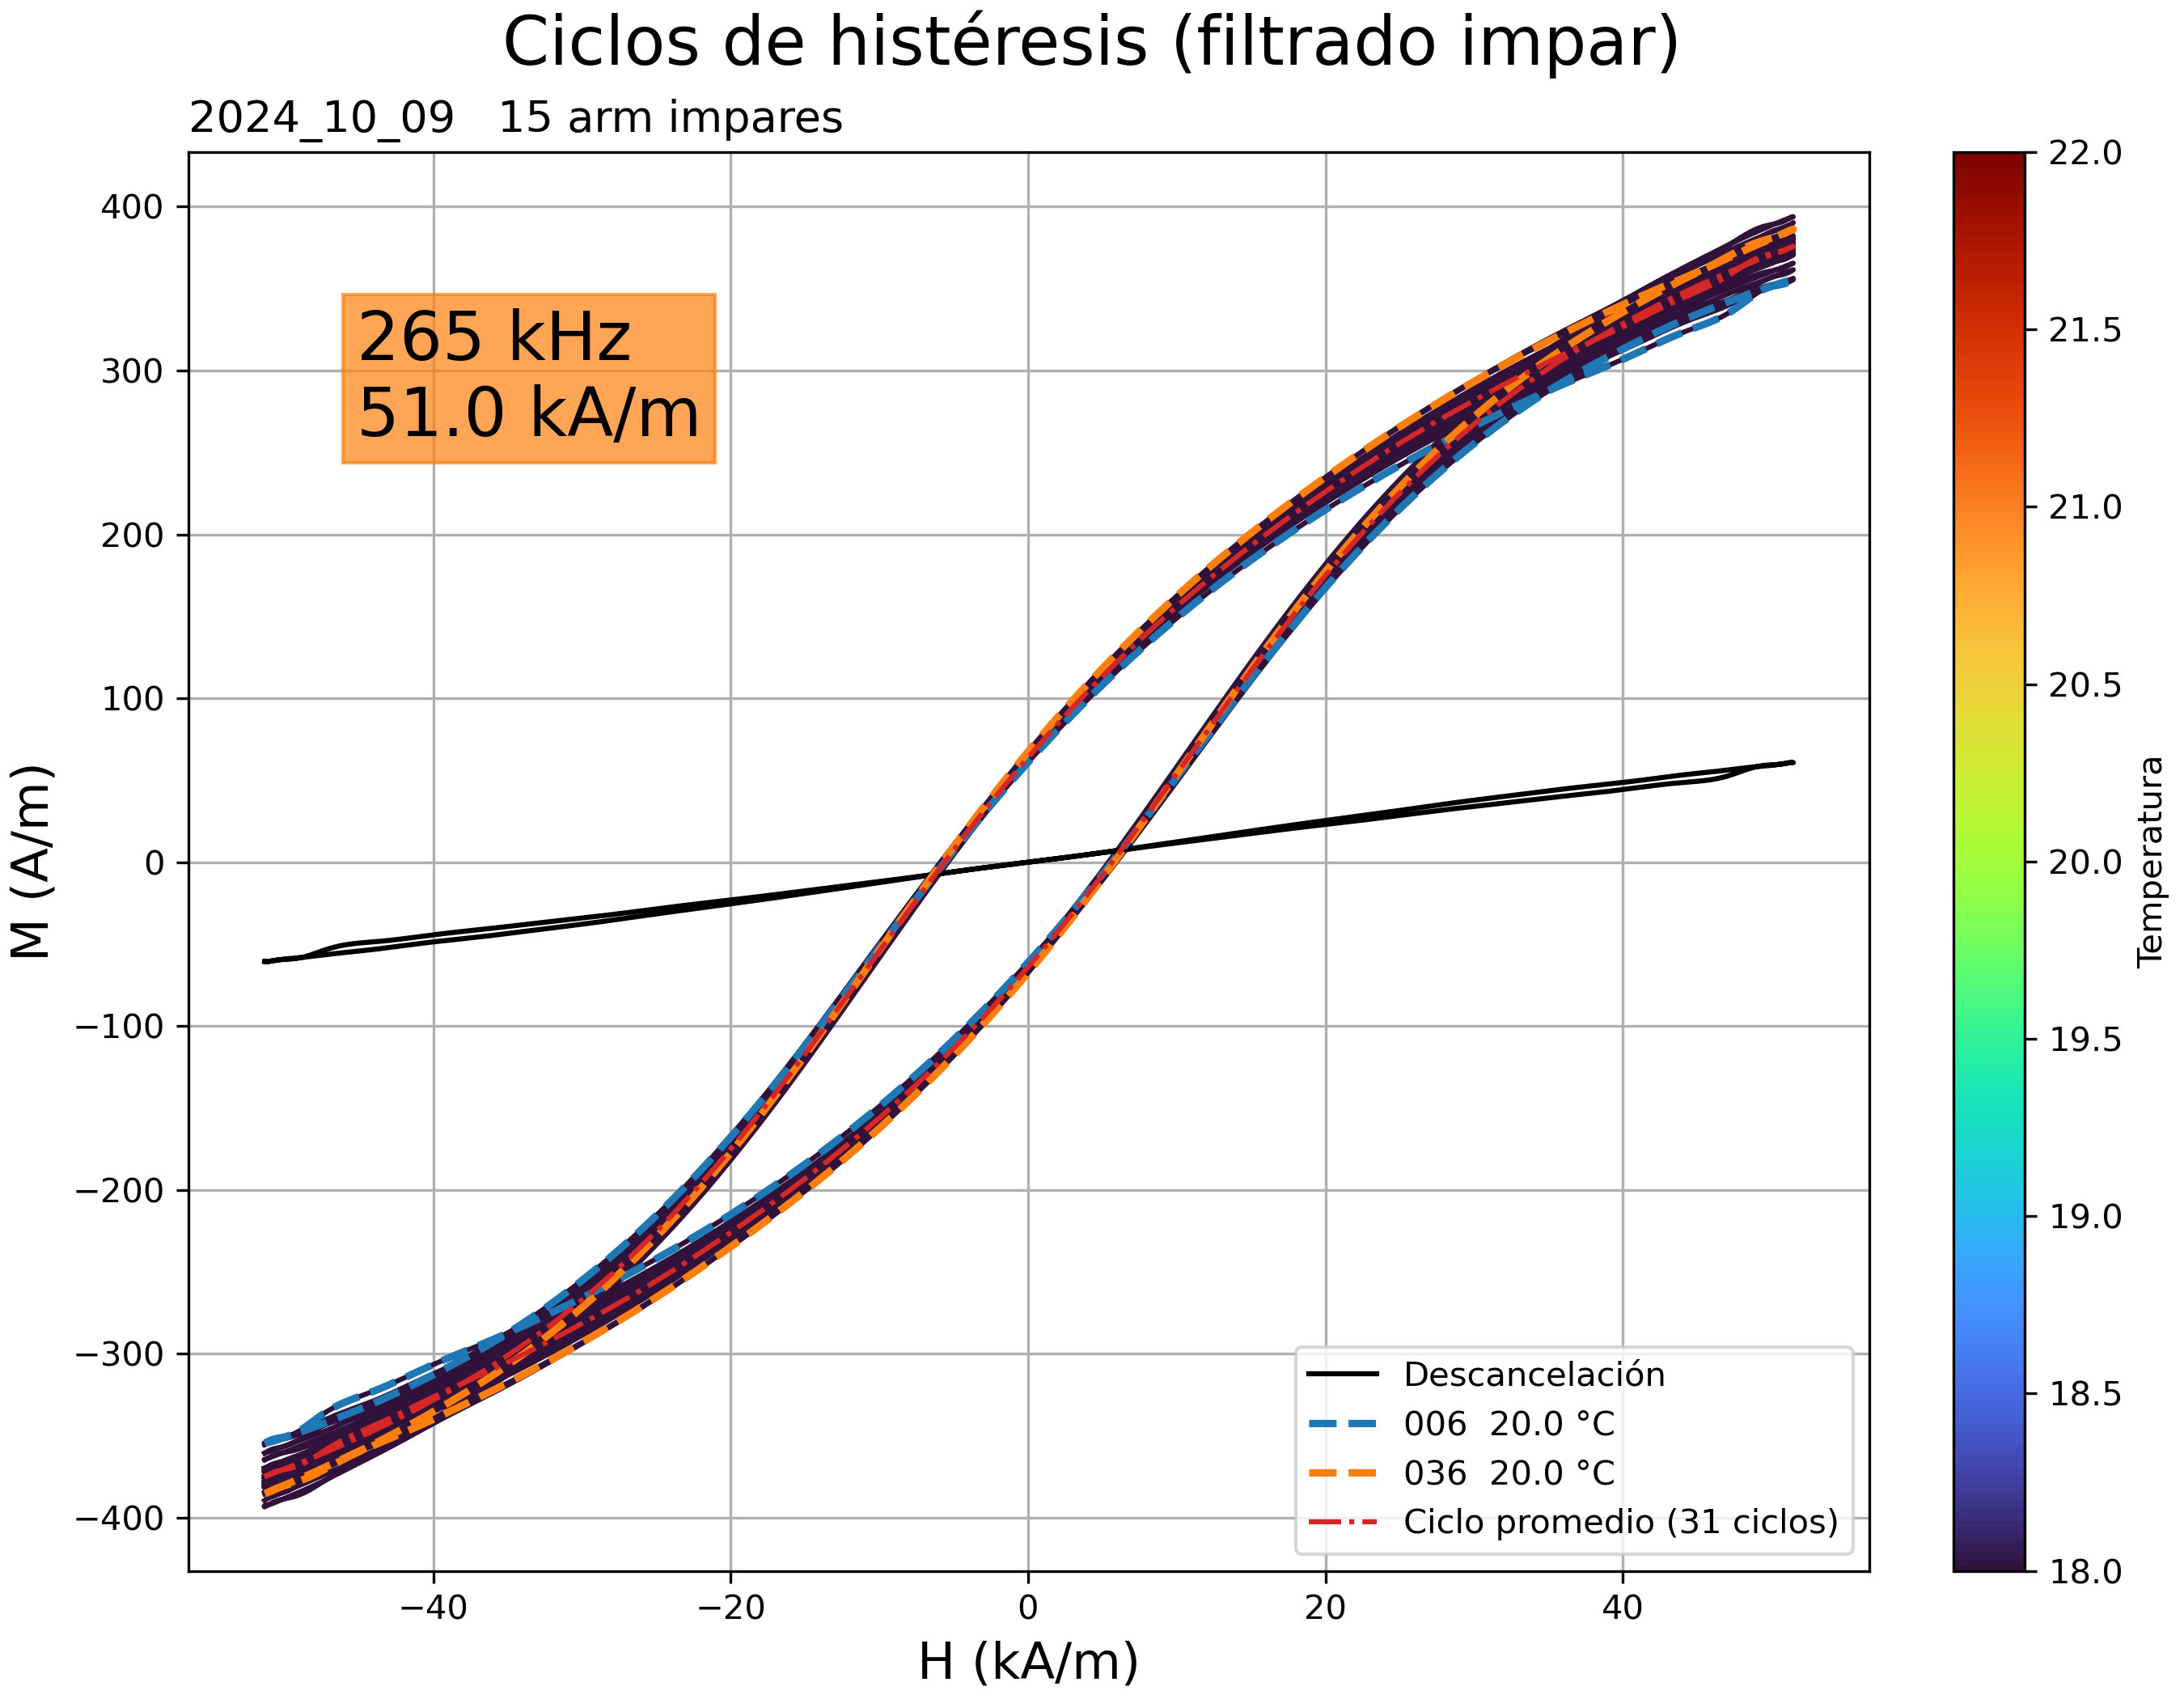 Ciclos de histéresis (filtrado impar)
2024_10_09   15 arm impares
265 kHz
51.0 kA/m
400
300
200
100
0
−100
−200
−300
−400
M (A/m)
−40
−20
0
20
40
H (kA/m)
Descancelación
006  20.0 °C
036  20.0 °C
Ciclo promedio (31 ciclos)
22.0
21.5
21.0
20.5
20.0
19.5
19.0
18.5
18.0
Temperatura